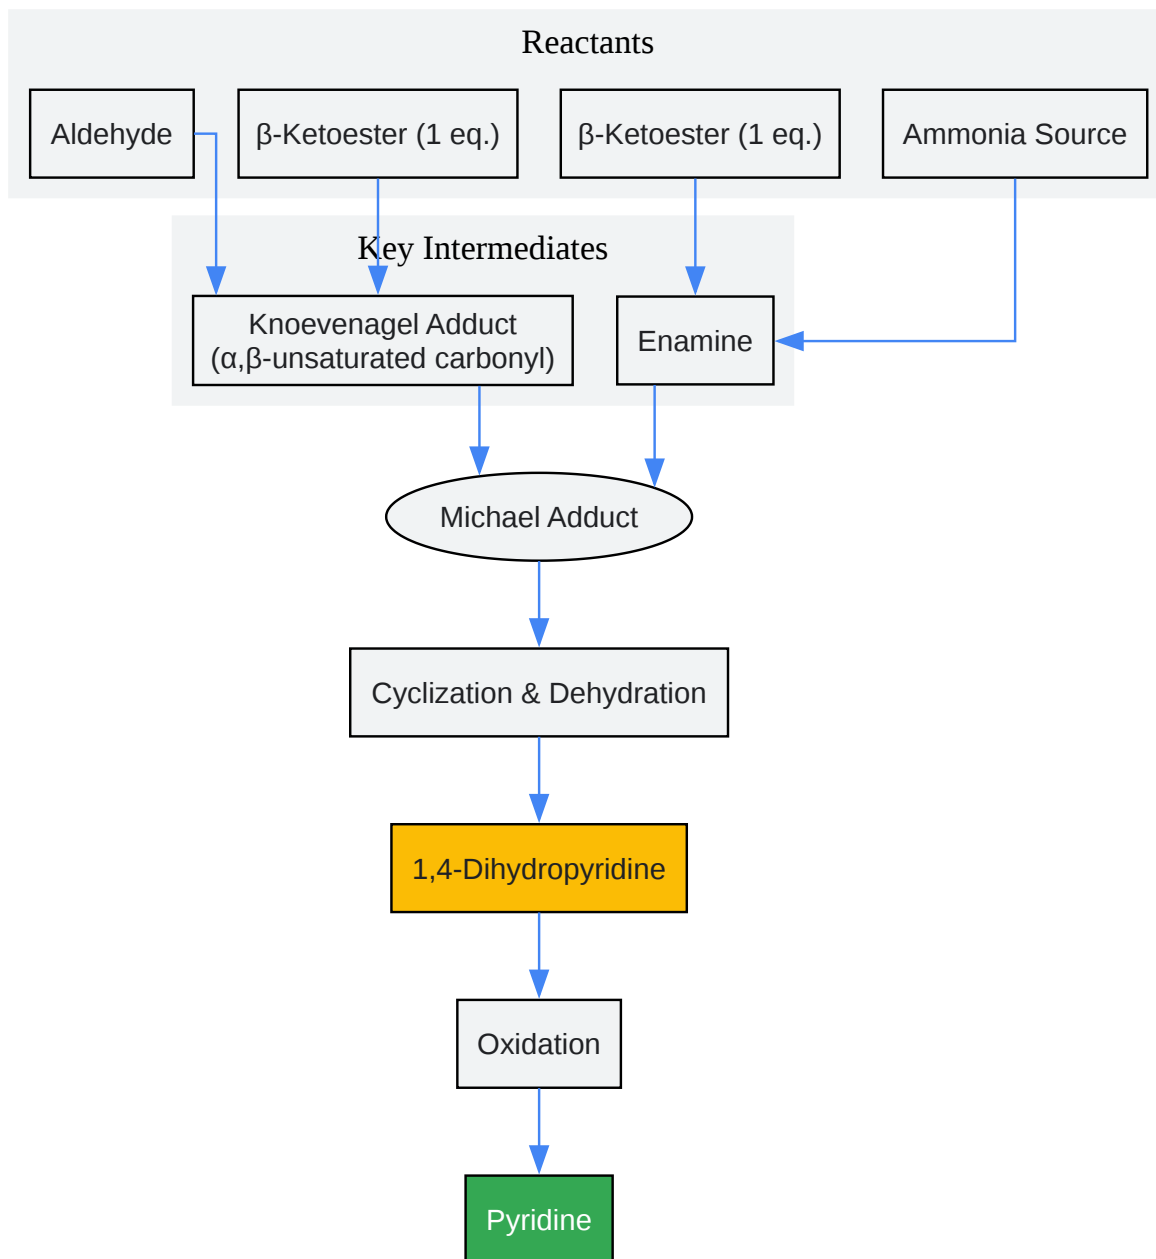 Reactants
Aldehyde
β-Ketoester (1 eq.)
β-Ketoester (1 eq.)
Ammonia Source
Key Intermediates
Knoevenagel Adduct
(α,β-unsaturated carbonyl)
Enamine
Michael Adduct
Cyclization & Dehydration
1,4-Dihydropyridine
Oxidation
Pyridine